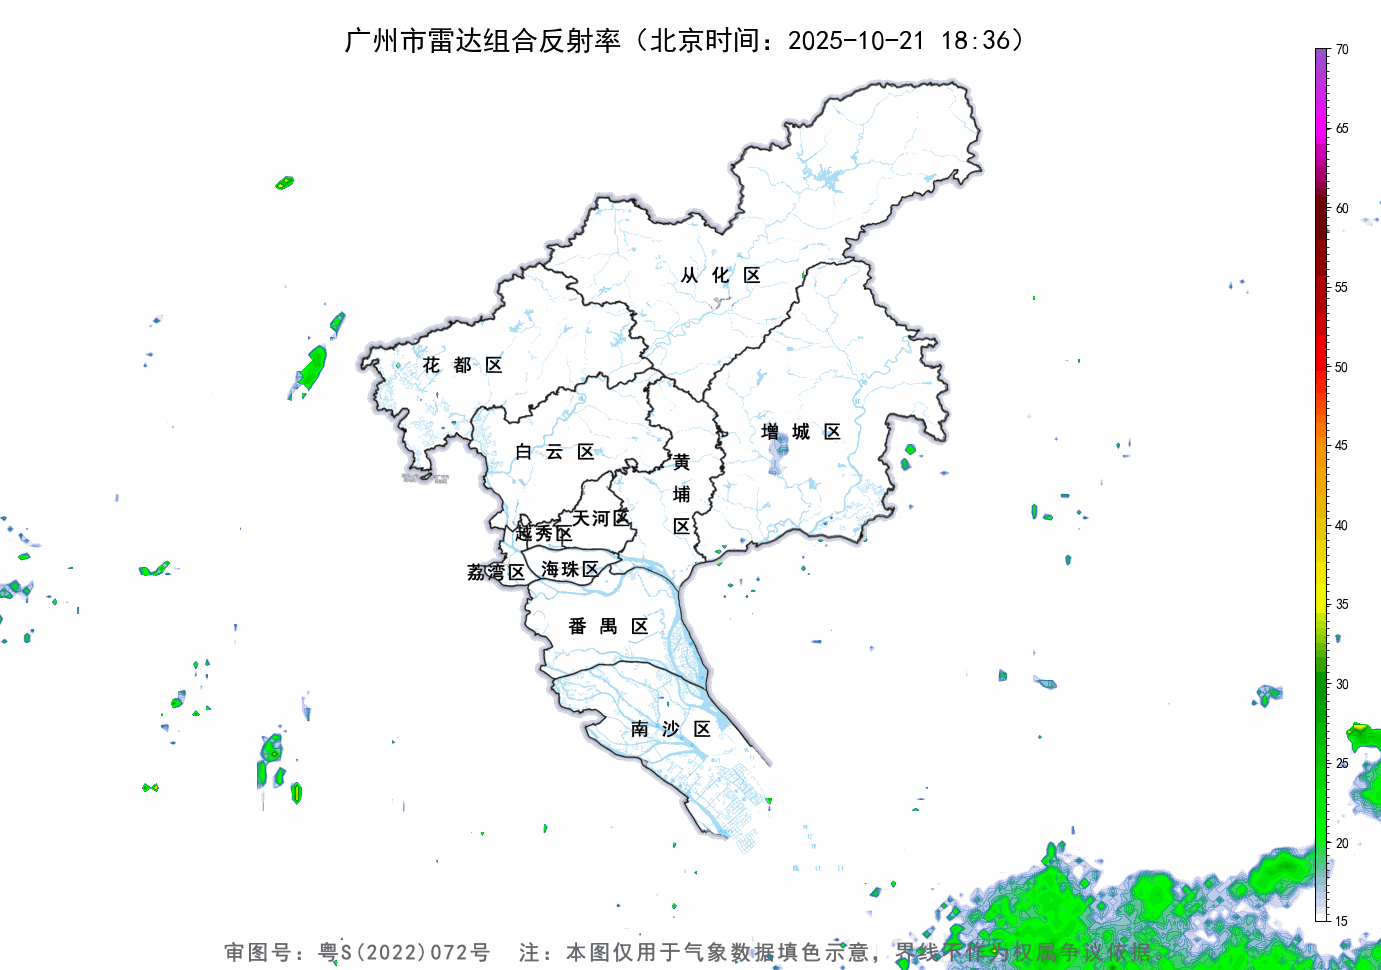 广州市雷达组合反射率（北京时间：2025-10-21 18:36）
70
65
60
55
50
45
40
35
30
25
20
15
从化区
花都区
增城区
白云区
黄埔区
天河区
越秀区
荔湾区
海珠区
番禺区
南沙区
审图号：粤S(2022)072号 注：本图仅用于气象数据填色示意，界线不作为权属争议依据